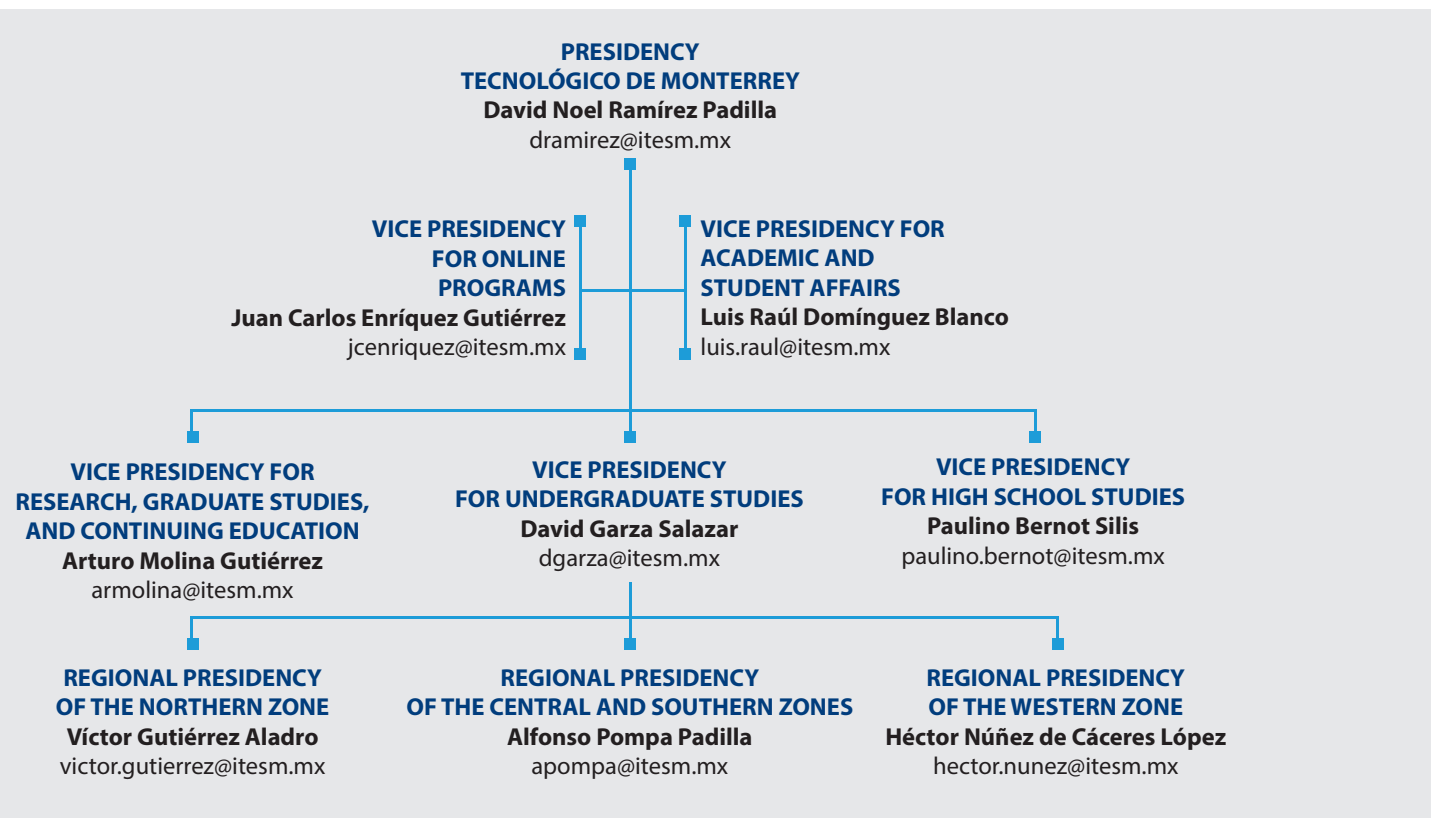 PRESIDENCY
TECNOLÓGICO DE MONTERREY
David Noel Ramírez Padilla
dramirez@itesm.mx
VICE PRESIDENCY
FOR ONLINE
PROGRAMS
Juan Carlos Enríquez Gutiérrez
jcenriquez@itesm.mx
VICE PRESIDENCY FOR
ACADEMIC AND
STUDENT AFFAIRS
Luis Raúl Domínguez Blanco
luis.raul@itesm.mx
VICE PRESIDENCY FOR
RESEARCH, GRADUATE STUDIES,
AND CONTINUING EDUCATION
Arturo Molina Gutiérrez
armolina@itesm.mx
VICE PRESIDENCY
FOR UNDERGRADUATE STUDIES
David Garza Salazar
dgarza@itesm.mx
VICE PRESIDENCY
FOR HIGH SCHOOL STUDIES
Paulino Bernot Silis
paulino.bernot@itesm.mx
REGIONAL PRESIDENCY
OF THE NORTHERN ZONE
Víctor Gutiérrez Aladro
victor.gutierrez@itesm.mx
REGIONAL PRESIDENCY
OF THE CENTRAL AND SOUTHERN ZONES
Alfonso Pompa Padilla
apompa@itesm.mx
REGIONAL PRESIDENCY
OF THE WESTERN ZONE
Héctor Núñez de Cáceres López
hector.nunez@itesm.mx